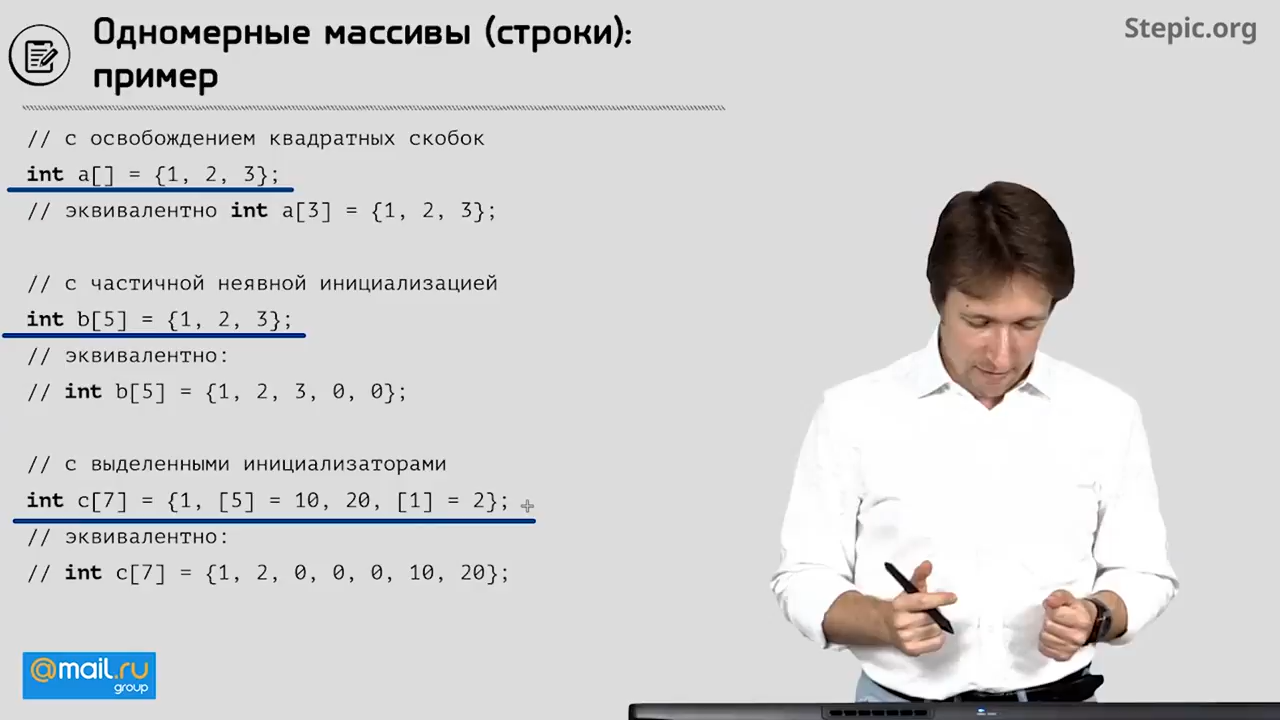 Одномерные массивы (строки):
пример
Stepic.org
// с освобождением квадратных скобок
int a[] = {1, 2, 3};
// эквивалентно int a[3] = {1, 2, 3};
// с частичной неявной инициализацией
int b[5] = {1, 2, 3};
// эквивалентно:
// int b[5] = {1, 2, 3, 0, 0};
// с выделенными инициализаторами
int c[7] = {1, [5] = 10, 20, [1] = 2};
// эквивалентно:
// int c[7] = {1, 2, 0, 0, 0, 10, 20};
@mail.ru
group